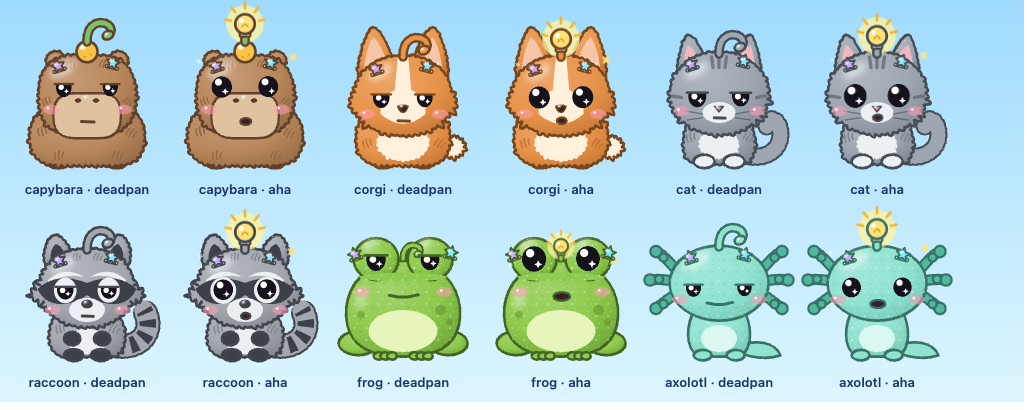 capybara · deadpan
capybara · aha
corgi · deadpan
corgi · aha
cat · deadpan
cat · aha
raccoon · deadpan
raccoon · aha
frog · deadpan
frog · aha
axolotl · deadpan
axolotl · aha